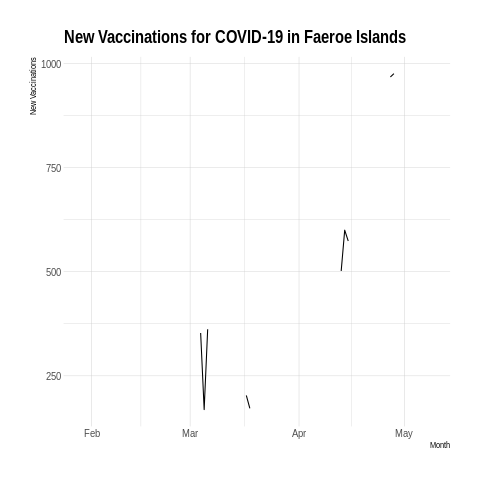 New Vaccinations for COVID-19 in Faeroe Islands
New Vaccinations
1000
750
500
250
Feb Mar Apr May
Month